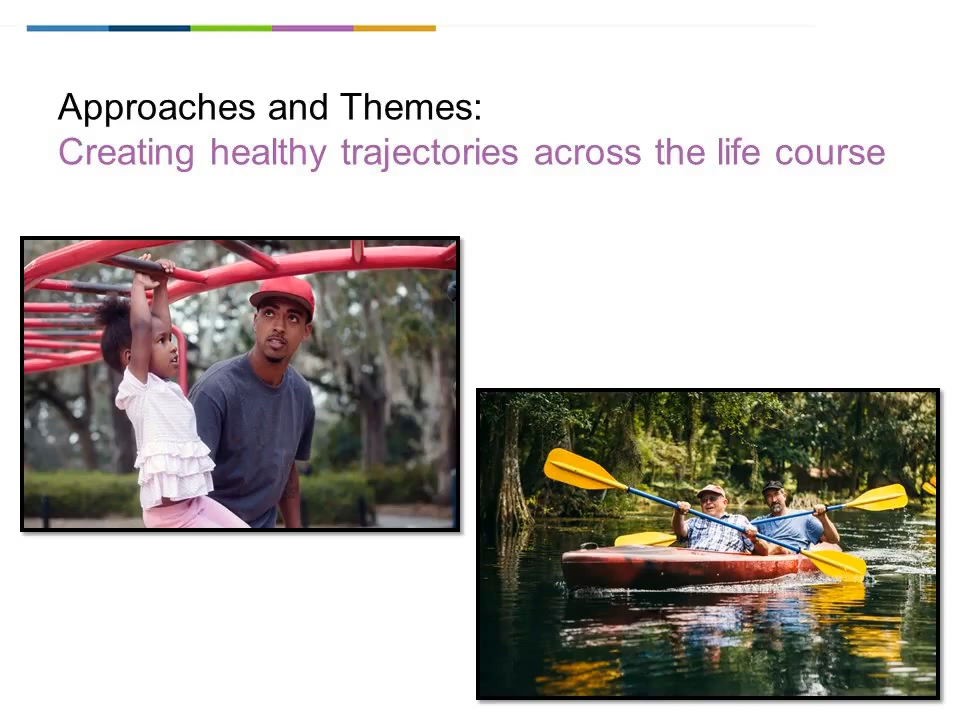 Approaches and Themes:
Creating healthy trajectories across the life course